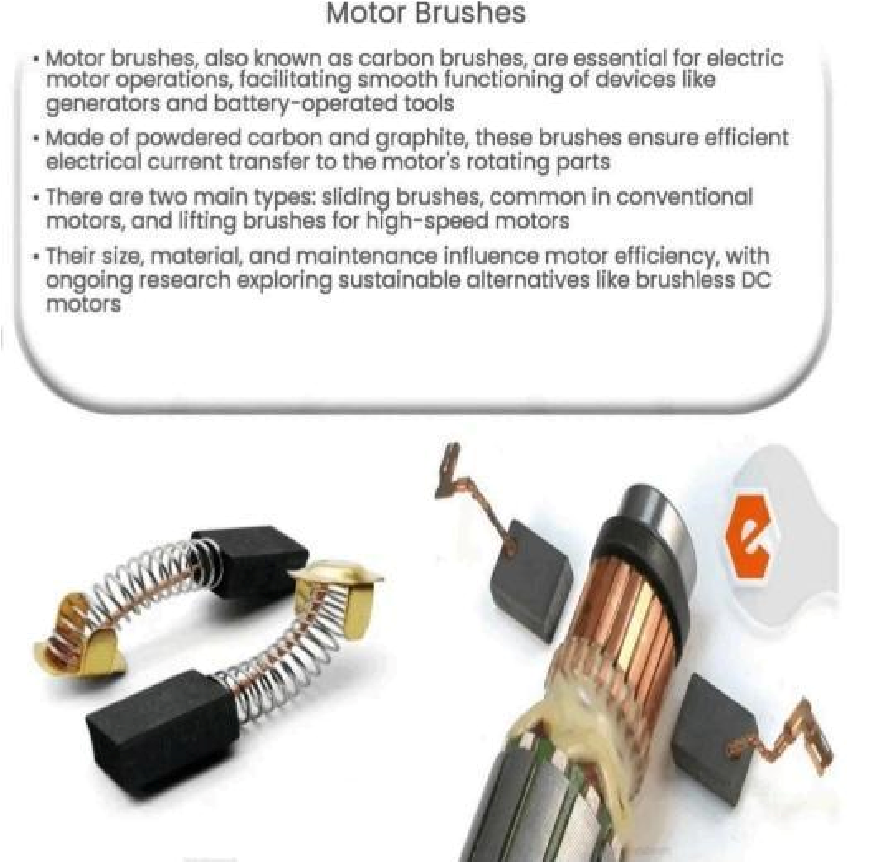 Motor Brushes
• Motor brushes, also known as carbon brushes, are essential for electric
motor operations, facilitating smooth functioning of devices like
generators and battery-operated tools
• Made of powdered carbon and graphite, these brushes ensure efficient
electrical current transfer to the motor's rotating parts
• There are two main types: sliding brushes, common in conventional
motors, and lifting brushes for high-speed motors
• Their size, material, and maintenance influence motor efficiency, with
ongoing research exploring sustainable alternatives like brushless DC
motors
e